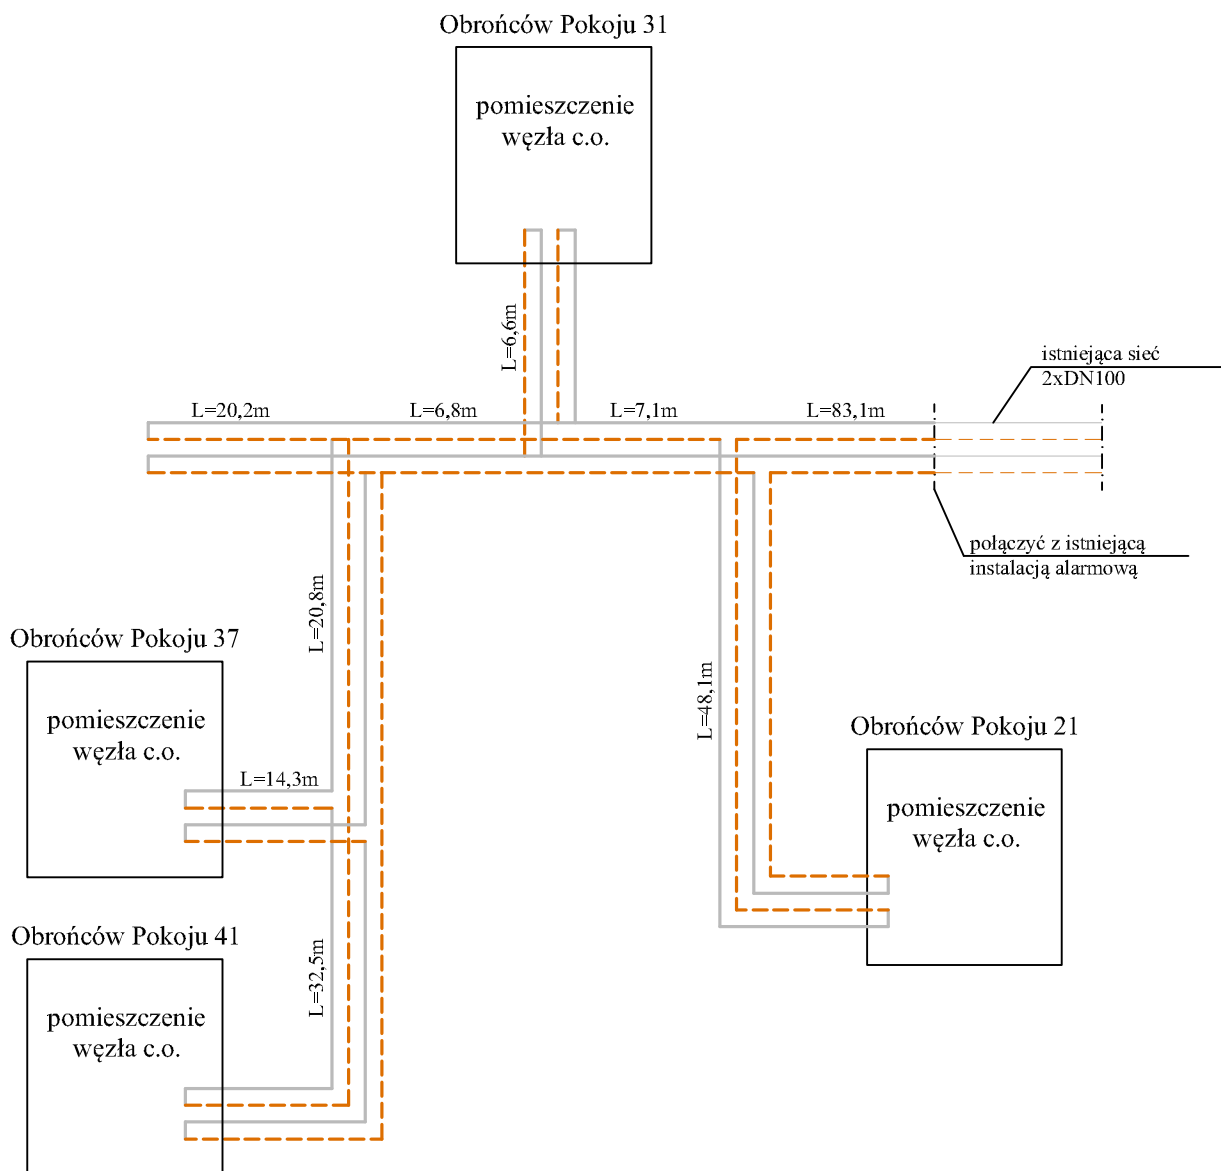 Obrońców Pokoju 31
pomieszczenie
węzła c.o.
L=6,6m
istniejąca sieć
2xDN100
L=20,2m
L=6,8m
L=7,1m
L=83,1m
połączyć z istniejącą
instalacją alarmową
L=20,8m
Obrońców Pokoju 37
pomieszczenie
węzła c.o.
L=14,3m
L=48,1m
Obrońców Pokoju 21
pomieszczenie
węzła c.o.
Obrońców Pokoju 41
pomieszczenie
węzła c.o.
L=32,5m